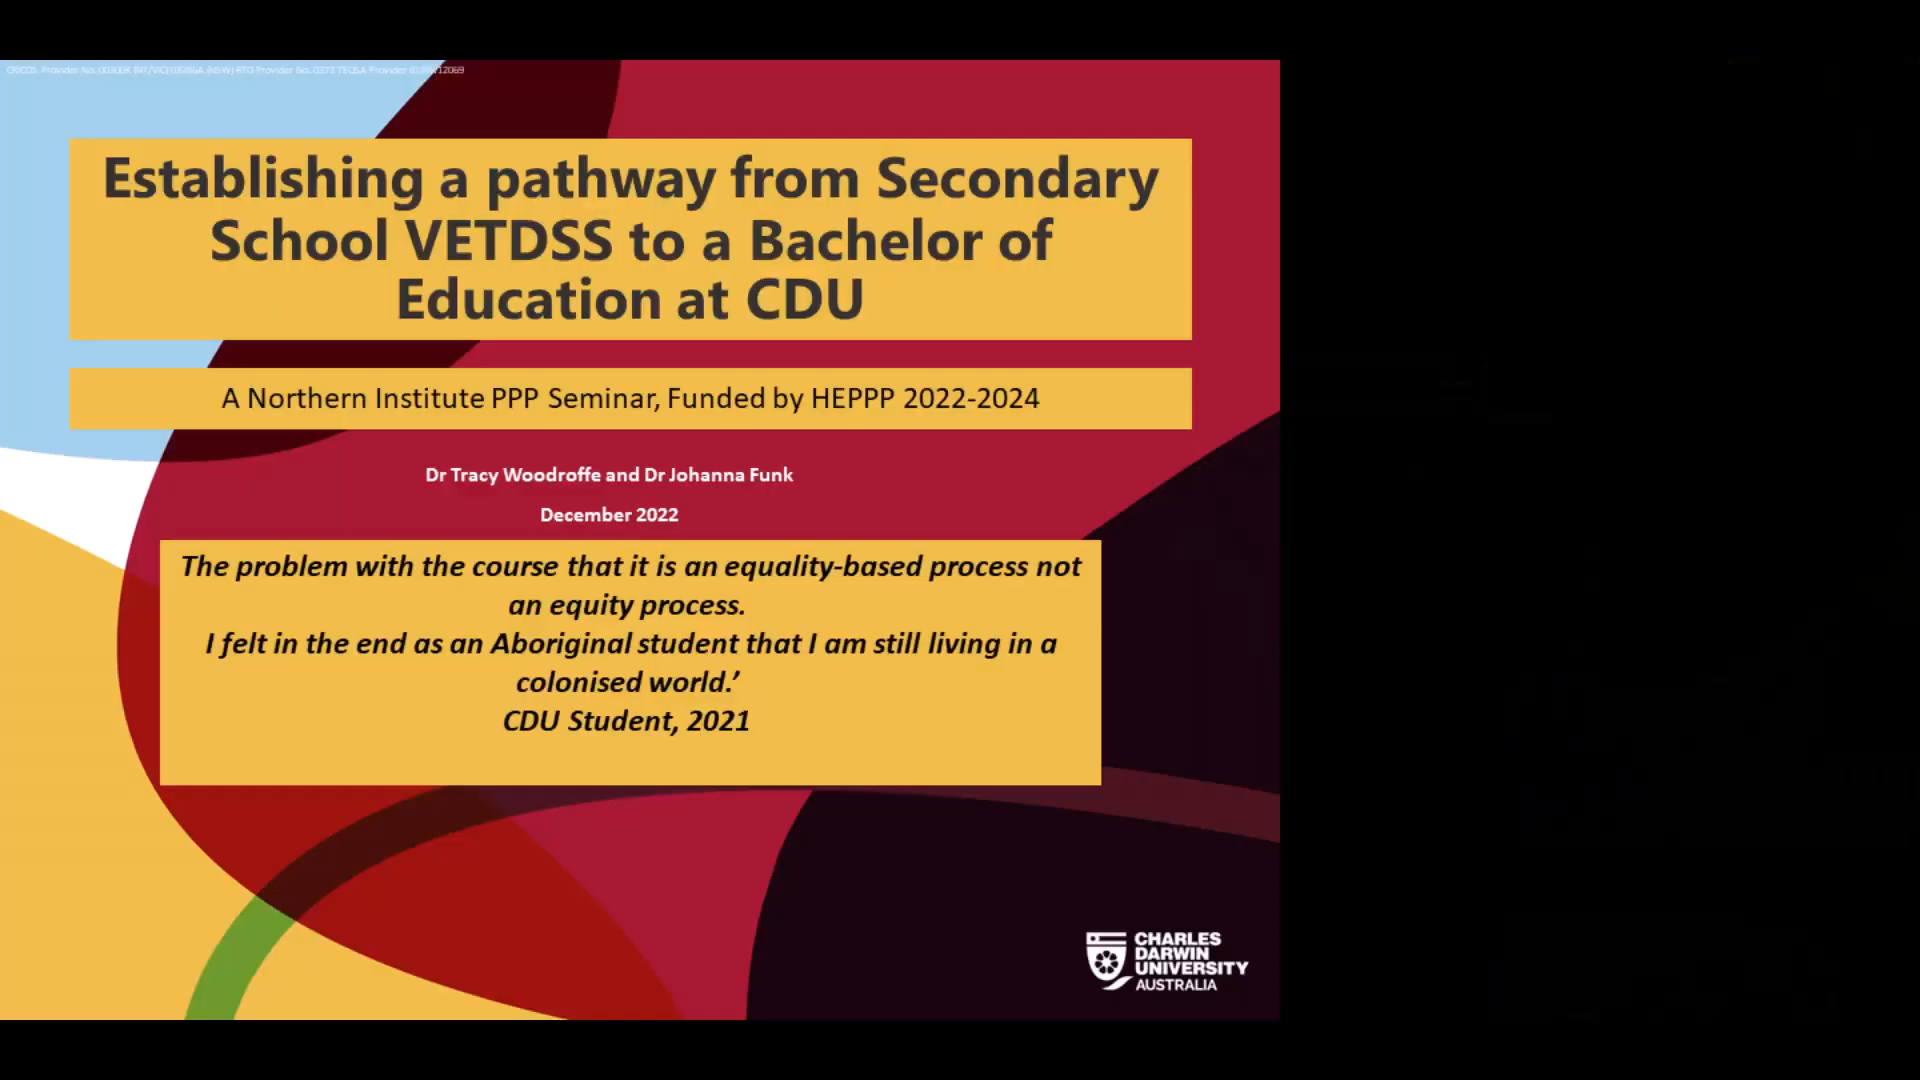 Establishing a pathway from Secondary
School VETDSS to a Bachelor of
Education at CDU
A Northern Institute PPP Seminar, Funded by HEPPP 2022-2024
Dr Tracy Woodroffe and Dr Johanna Funk
December 2022
The problem with the course that it is an equality-based process not
an equity process.
I felt in the end as an Aboriginal student that I am still living in a
colonised world.’
CDU Student, 2021
CHARLES
DARWIN
UNIVERSITY
AUSTRALIA